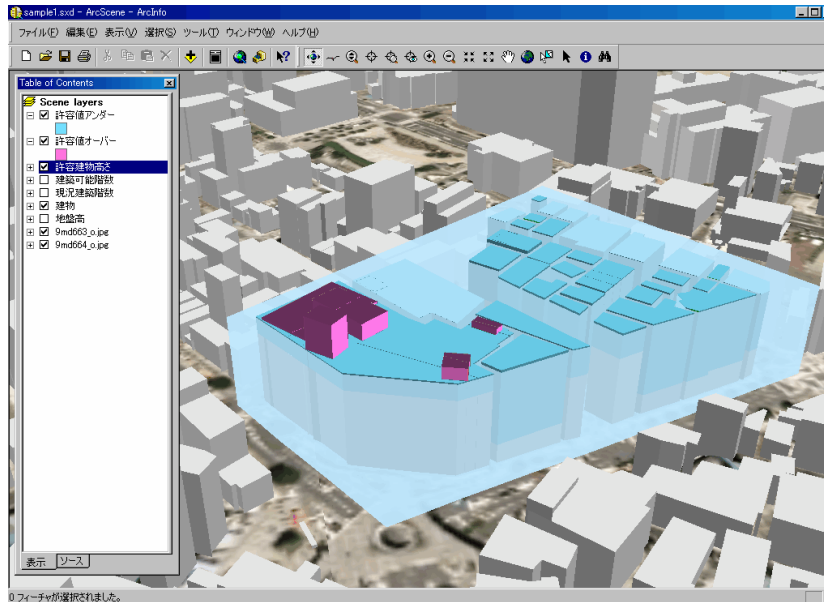 sample1.sxd - ArcScene - ArcInfo
ファイル(F) 編集(E) 表示(V) 選択(S) ツール(T) ウィンドウ(W) ヘルプ(H)
Table of Contents
Scene layers
許容値アンダー
許容値オーバー
許容建物高さ
建築可能階数
現況建築階数
建物
地盤高
9md663_o.jpg
9md664_o.jpg
表示 ソース
0 フィーチャが選択されました。